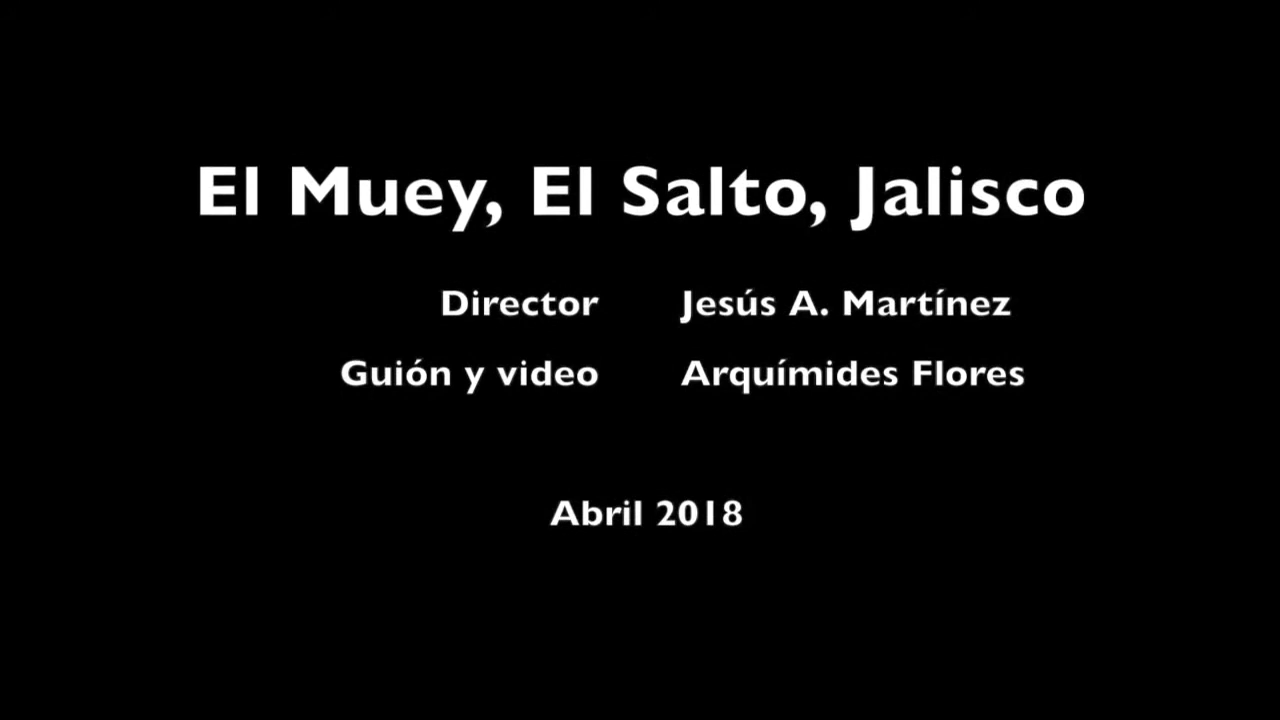 El Muey, El Salto, Jalisco
Director Jesús A. Martínez
Guión y video Arquímides Flores
Abril 2018